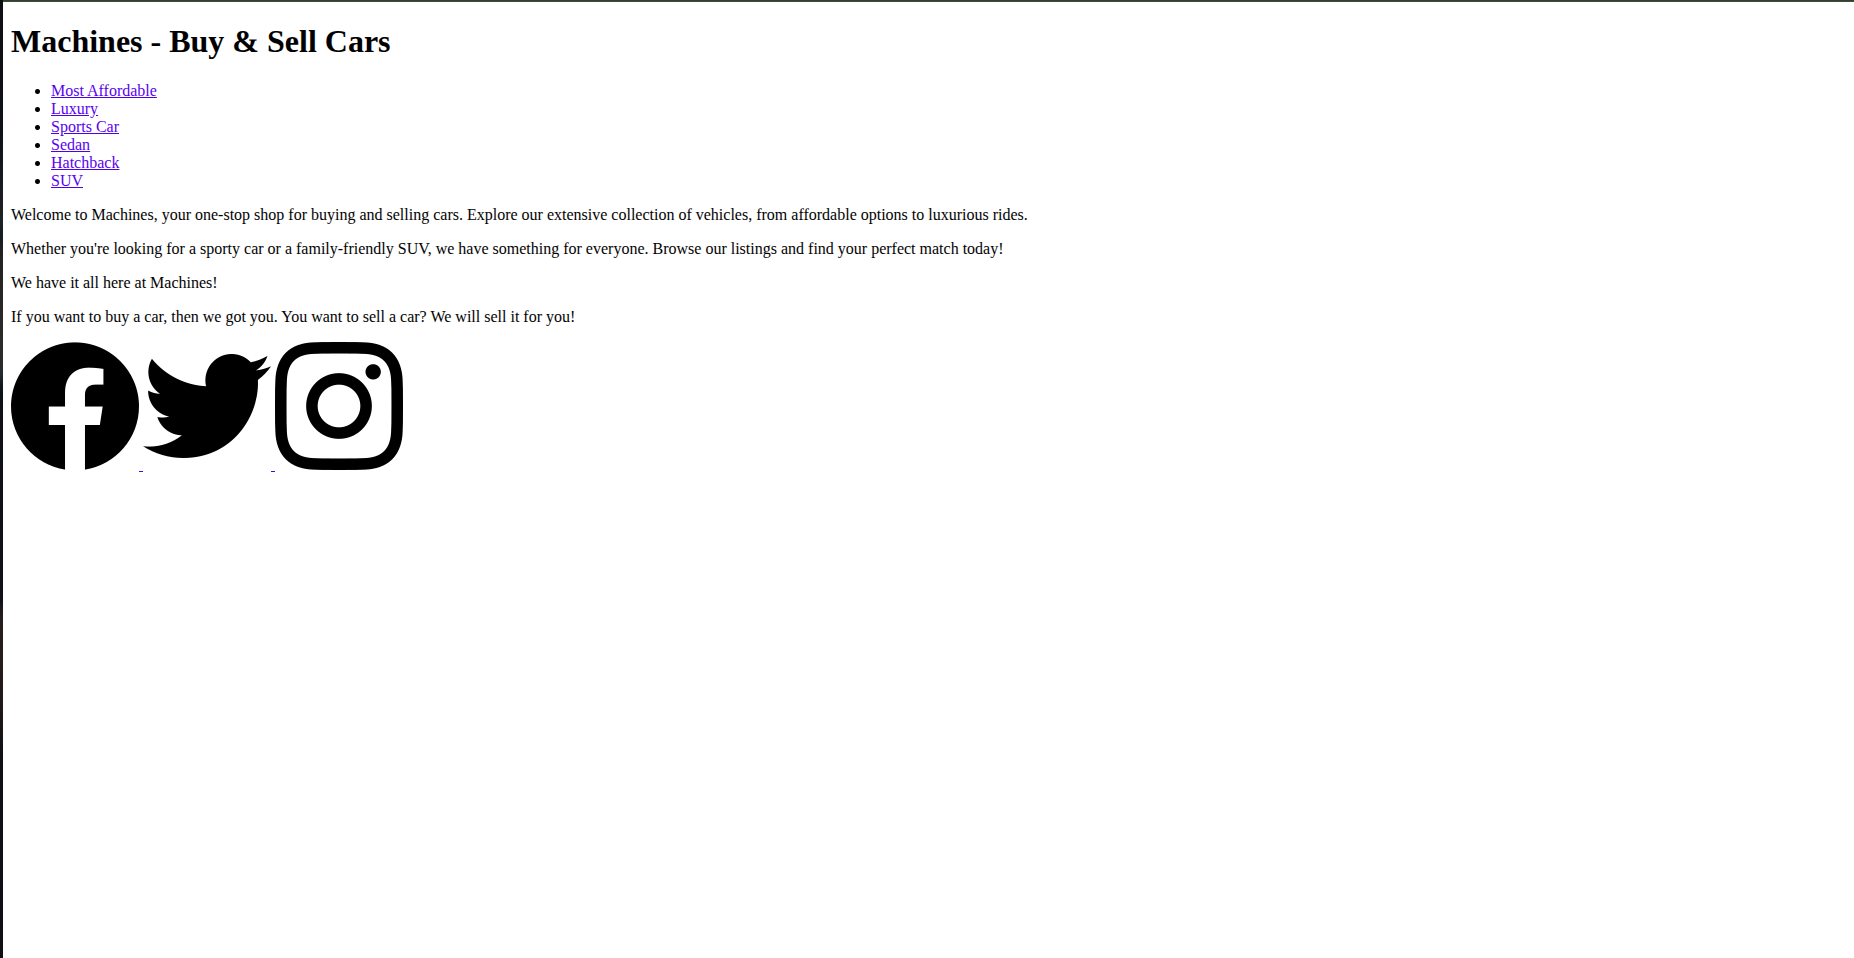 Machines - Buy & Sell Cars
Most Affordable
Luxury
Sports Car
Sedan
Hatchback
SUV
Welcome to Machines, your one-stop shop for buying and selling cars. Explore our extensive collection of vehicles, from affordable options to luxurious rides.
Whether you're looking for a sporty car or a family-friendly SUV, we have something for everyone. Browse our listings and find your perfect match today!
We have it all here at Machines!
If you want to buy a car, then we got you. You want to sell a car? We will sell it for you!